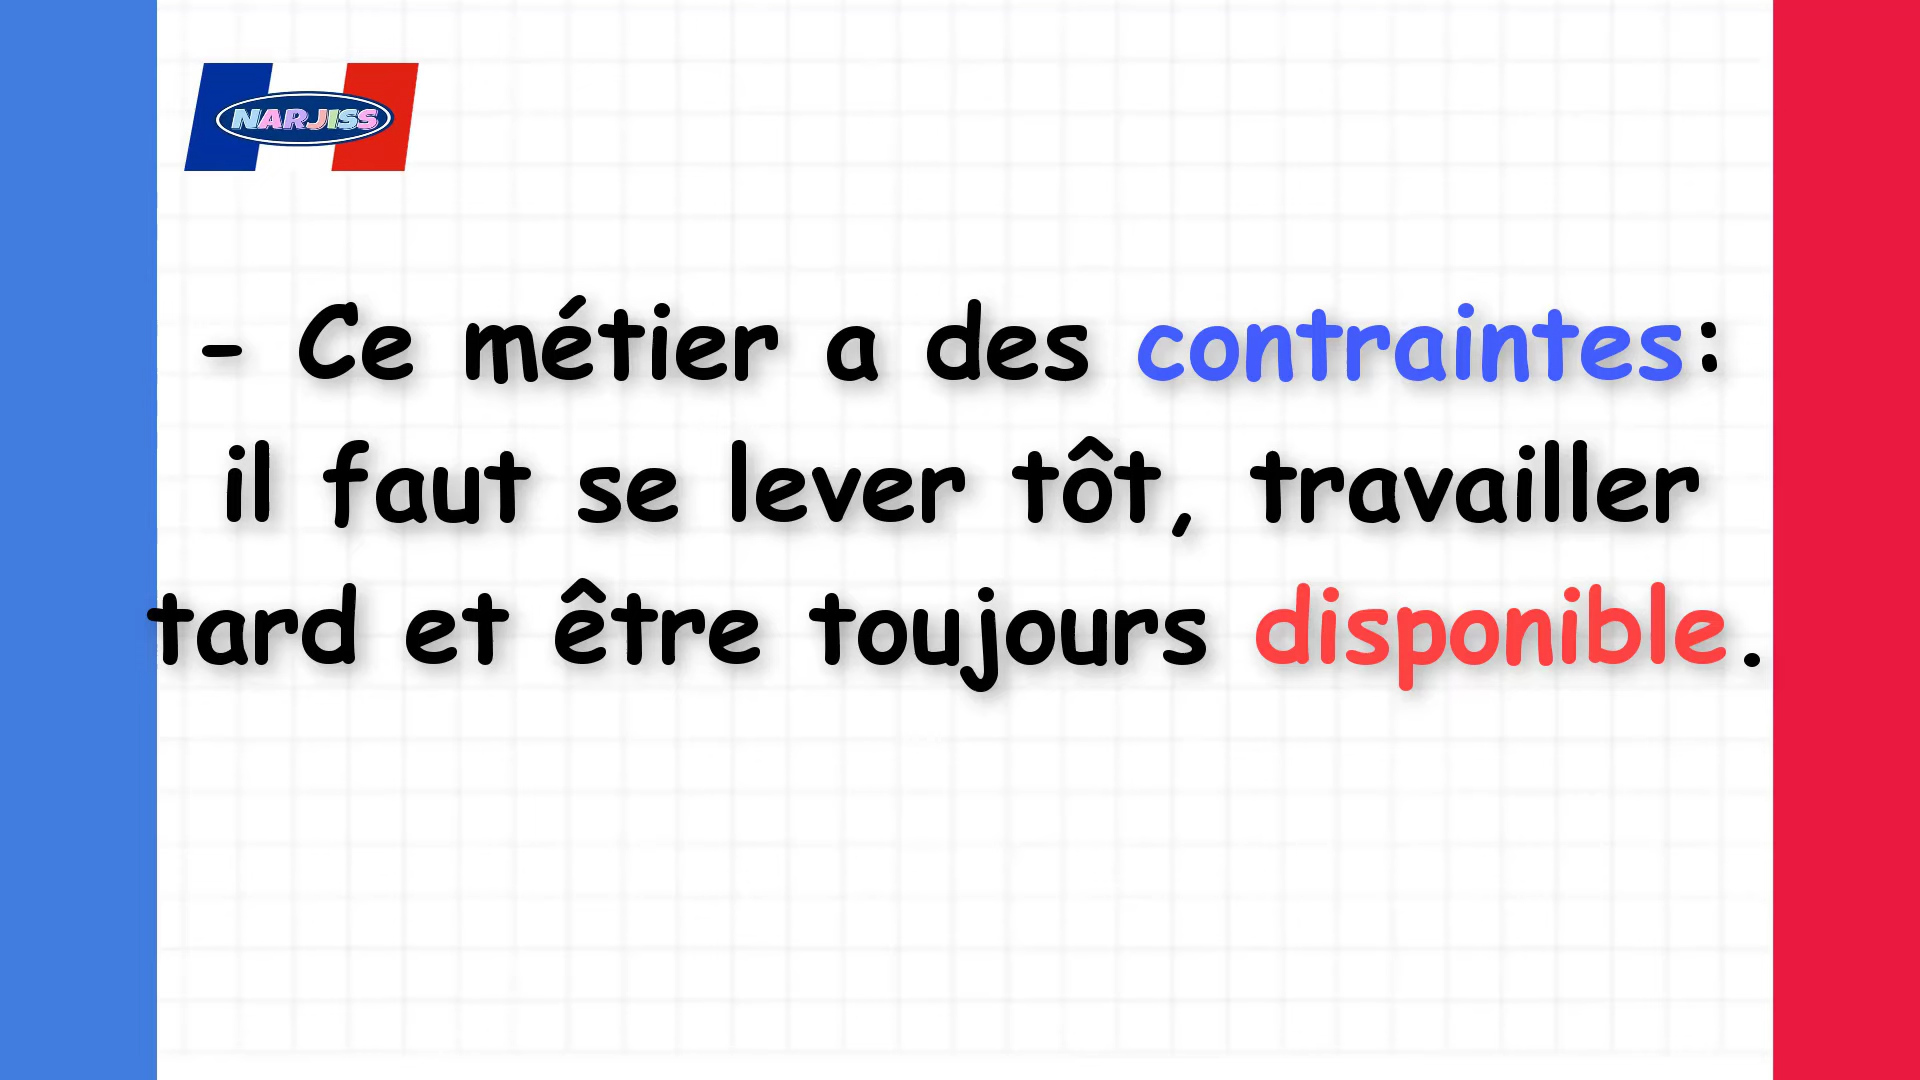 NARJISS
- Ce métier a des contraintes:
il faut se lever tôt, travailler
tard et être toujours disponible.